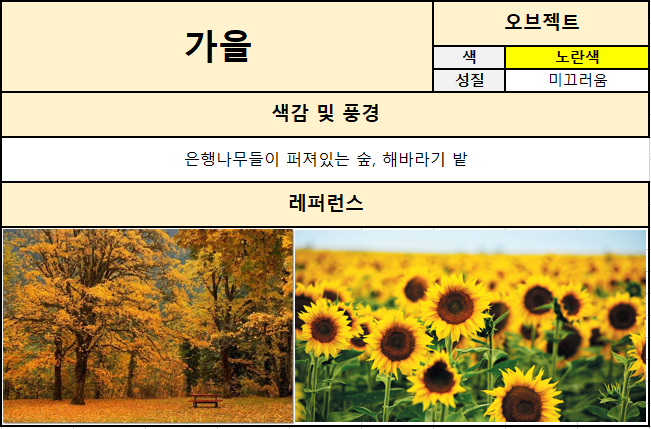 가을
오브젝트
색
노란색
성질
미끄러움
색감 및 풍경
은행나무들이 퍼져있는 숲, 해바라기 밭
레퍼런스